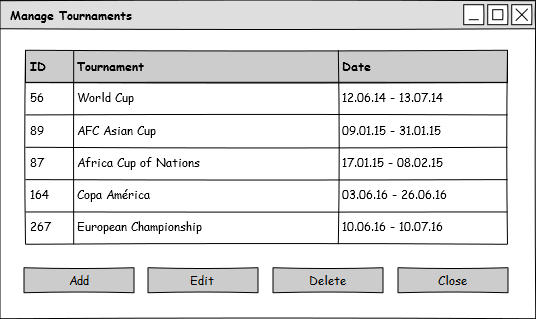 Manage Tournaments
ID Tournament Date
56 World Cup 12.06.14 - 13.07.14
89 AFC Asian Cup 09.01.15 - 31.01.15
87 Africa Cup of Nations 17.01.15 - 08.02.15
164 Copa América 03.06.16 - 26.06.16
267 European Championship 10.06.16 - 10.07.16
Add Edit Delete Close